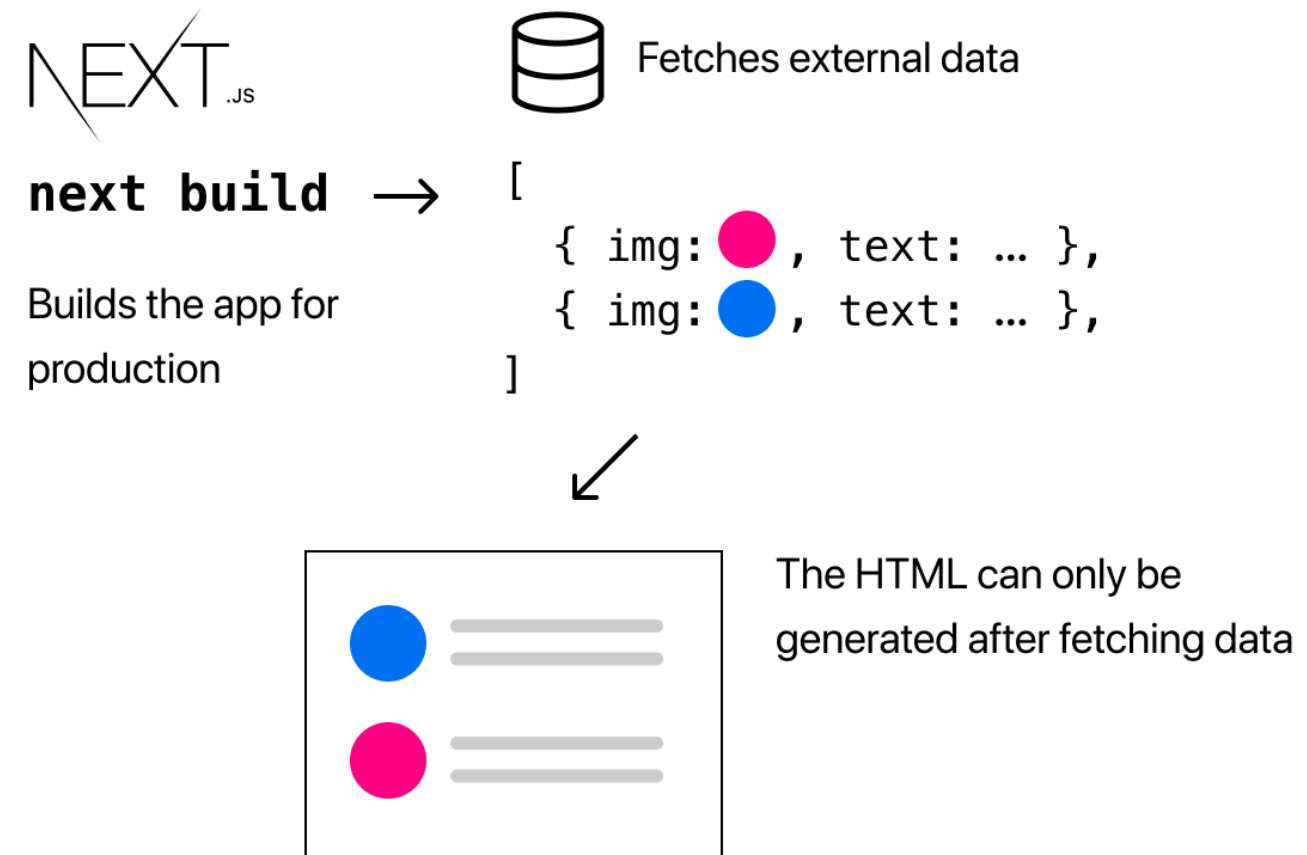 NEXT.JS
Fetches external data
next build
[
{ img: , text: … },
{ img: , text: … },
]
Builds the app for
production
The HTML can only be
generated after fetching data